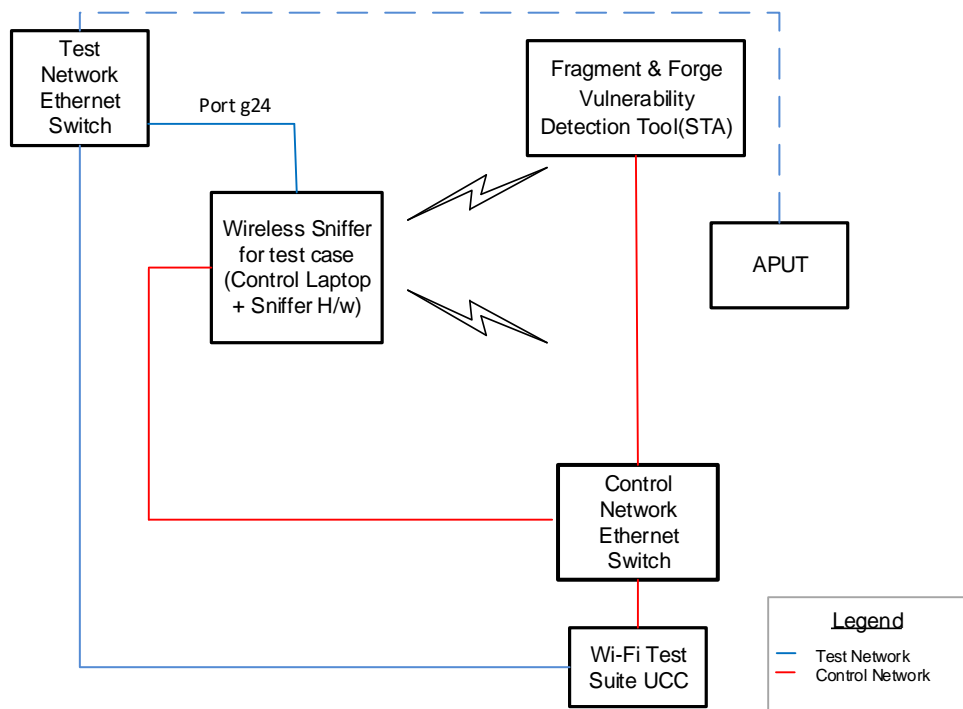 Test
Network
Ethernet
Switch
Port g24
Fragment & Forge
Vulnerability
Detection Tool(STA)
Wireless Sniffer
for test case
(Control Laptop
+ Sniffer H/w)
APUT
Control
Network
Ethernet
Switch
Wi-Fi Test
Suite UCC
Legend
Test Network
Control Network